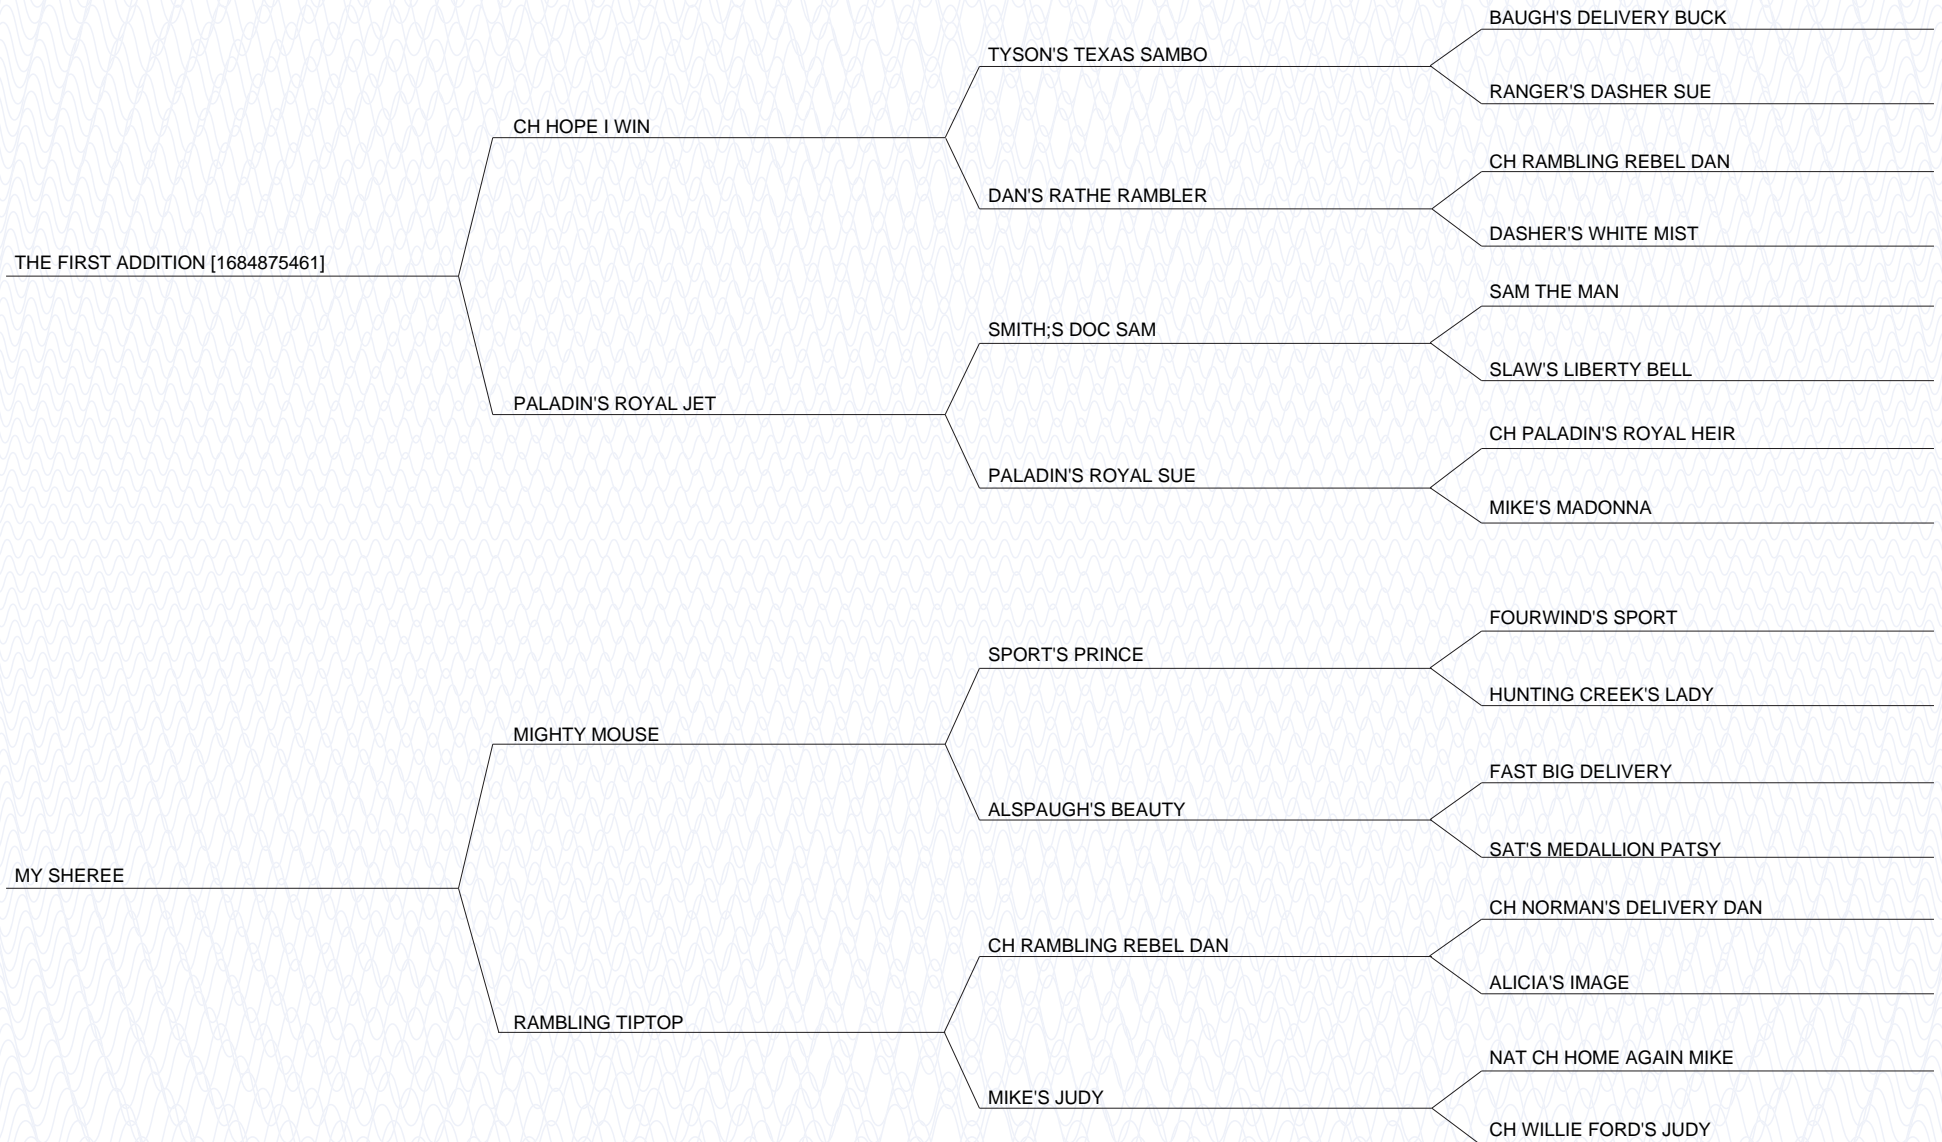 BAUGH'S DELIVERY BUCK
TYSON'S TEXAS SAMBO
RANGER'S DASHER SUE
CH HOPE I WIN
CH RAMBLING REBEL DAN
DAN'S RATHE RAMBLER
DASHER'S WHITE MIST
THE FIRST ADDITION [1684875461]
SAM THE MAN
SMITH;S DOC SAM
SLAW'S LIBERTY BELL
PALADIN'S ROYAL JET
CH PALADIN'S ROYAL HEIR
PALADIN'S ROYAL SUE
MIKE'S MADONNA
FOURWIND'S SPORT
SPORT'S PRINCE
HUNTING CREEK'S LADY
MIGHTY MOUSE
FAST BIG DELIVERY
ALSPAUGH'S BEAUTY
SAT'S MEDALLION PATSY
MY SHEREE
CH NORMAN'S DELIVERY DAN
CH RAMBLING REBEL DAN
ALICIA'S IMAGE
RAMBLING TIPTOP
NAT CH HOME AGAIN MIKE
MIKE'S JUDY
CH WILLIE FORD'S JUDY